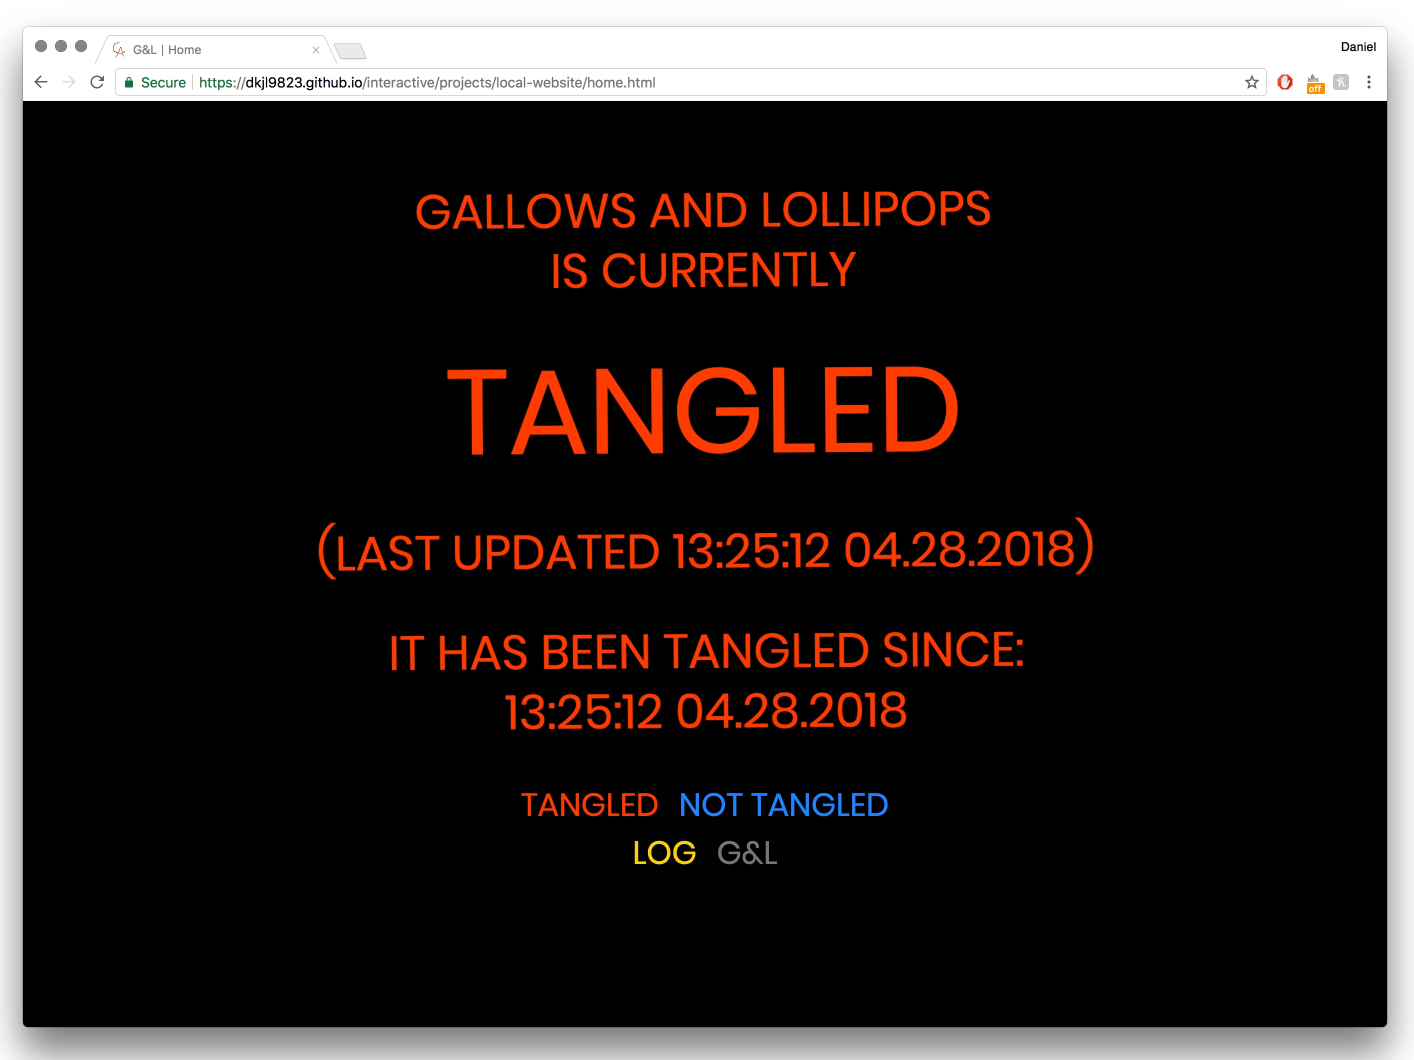 G&L | Home
Daniel
Secure https://dkjl9823.github.io/interactive/projects/local-website/home.html
off
GALLOWS AND LOLLIPOPS
IS CURRENTLY
TANGLED
(LAST UPDATED 13:25:12 04.28.2018)
IT HAS BEEN TANGLED SINCE:
13:25:12 04.28.2018
TANGLED NOT TANGLED
LOG G&L